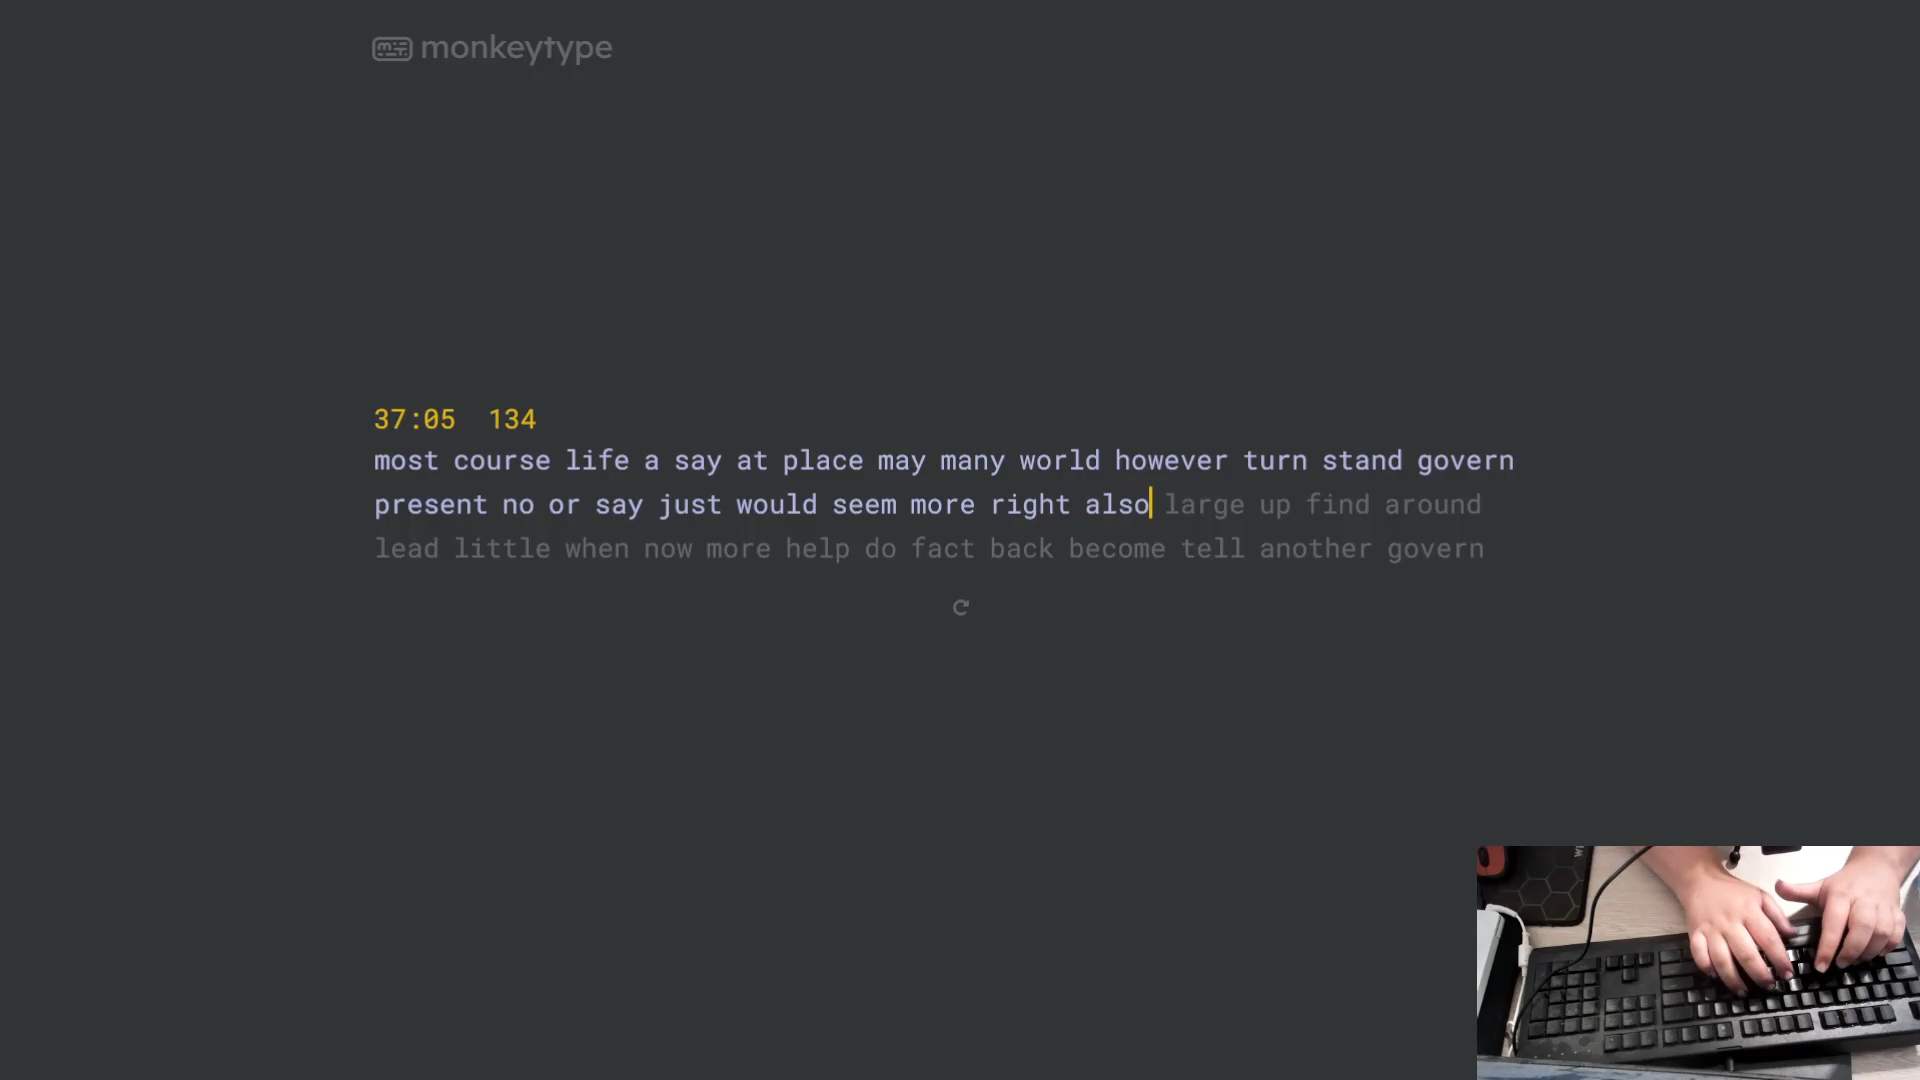 monkeytype
37:05 134
most course life a say at place may many world however turn stand govern
present no or say just would seem more right also large up find around
lead little when now more help do fact back become tell another govern